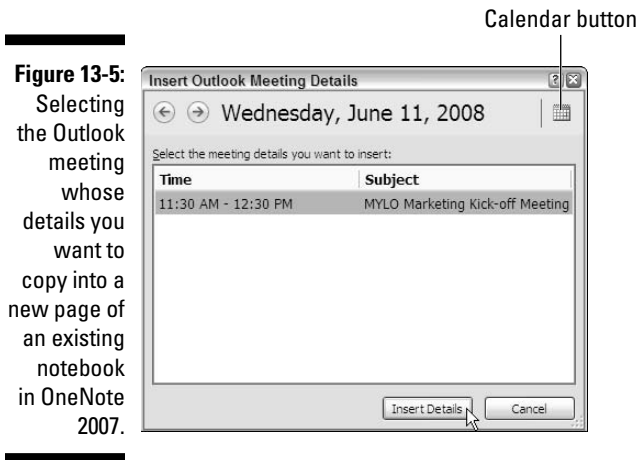 Calendar button
Figure 13-5:
Selecting
the Outlook
meeting
whose
details you
want to
copy into a
new page of
an existing
notebook
in OneNote
2007.
Insert Outlook Meeting Details
Wednesday, June 11, 2008
Select the meeting details you want to insert:
Time Subject
11:30 AM - 12:30 PM MYLO Marketing Kick-off Meeting
Insert Details Cancel